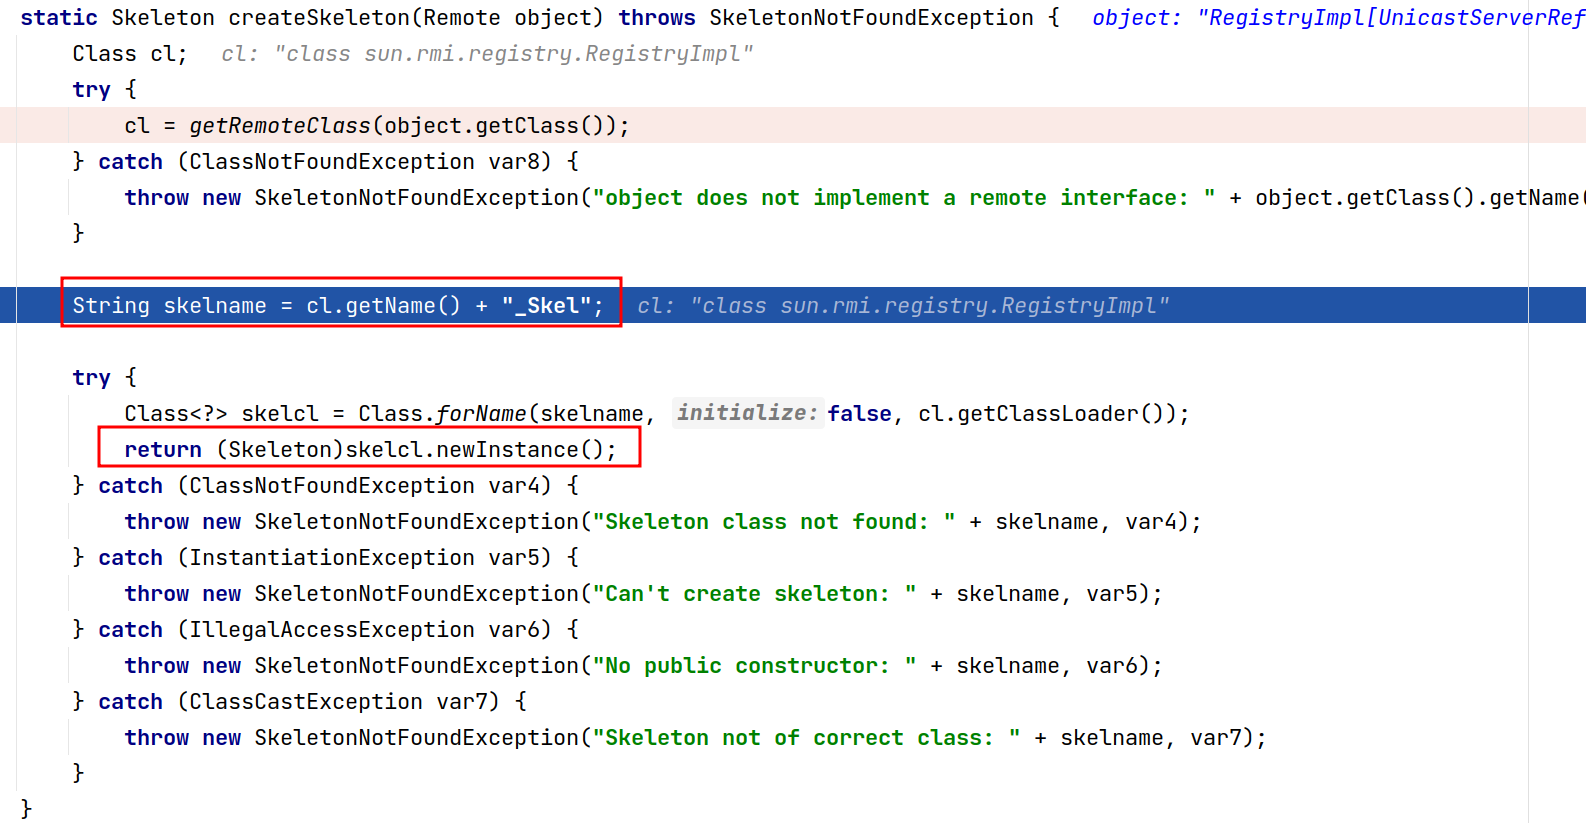 static Skeleton createSkeleton(Remote object) throws SkeletonNotFoundException {   object: "RegistryImpl[UnicastServerRef
    Class cl;   cl: "class sun.rmi.registry.RegistryImpl"
    try {
        cl = getRemoteClass(object.getClass());
    } catch (ClassNotFoundException var8) {
        throw new SkeletonNotFoundException("object does not implement a remote interface: " + object.getClass().getName(
    }
    String skelname = cl.getName() + "_Skel";   cl: "class sun.rmi.registry.RegistryImpl"
    try {
        Class<?> skelcl = Class.forName(skelname, initialize: false, cl.getClassLoader());
        return (Skeleton)skelcl.newInstance();
    } catch (ClassNotFoundException var4) {
        throw new SkeletonNotFoundException("Skeleton class not found: " + skelname, var4);
    } catch (InstantiationException var5) {
        throw new SkeletonNotFoundException("Can't create skeleton: " + skelname, var5);
    } catch (IllegalAccessException var6) {
        throw new SkeletonNotFoundException("No public constructor: " + skelname, var6);
    } catch (ClassCastException var7) {
        throw new SkeletonNotFoundException("Skeleton not of correct class: " + skelname, var7);
    }
}